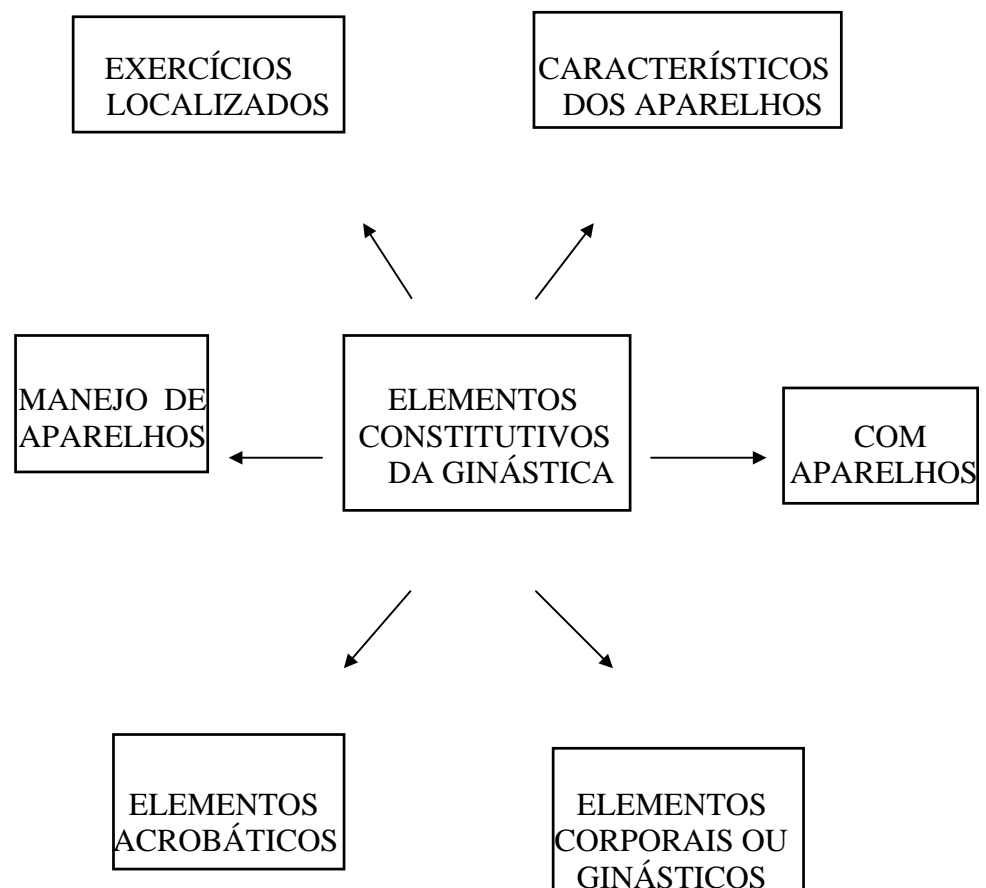 EXERCÍCIOS
LOCALIZADOS
CARACTERÍSTICOS
DOS APARELHOS
MANEJO DE
APARELHOS
ELEMENTOS
CONSTITUTIVOS
DA GINÁSTICA
COM
APARELHOS
ELEMENTOS
ACROBÁTICOS
ELEMENTOS
CORPORAIS OU
GINÁSTICOS